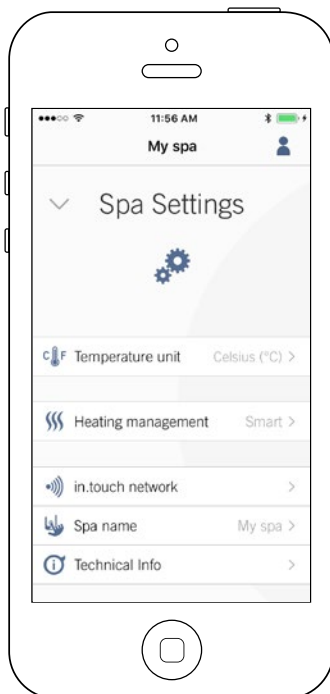 11:56 AM
My spa
Spa Settings
C F Temperature unit Celsius (°C) >
Heating management Smart >
in.touch network >
Spa name My spa >
Technical Info >